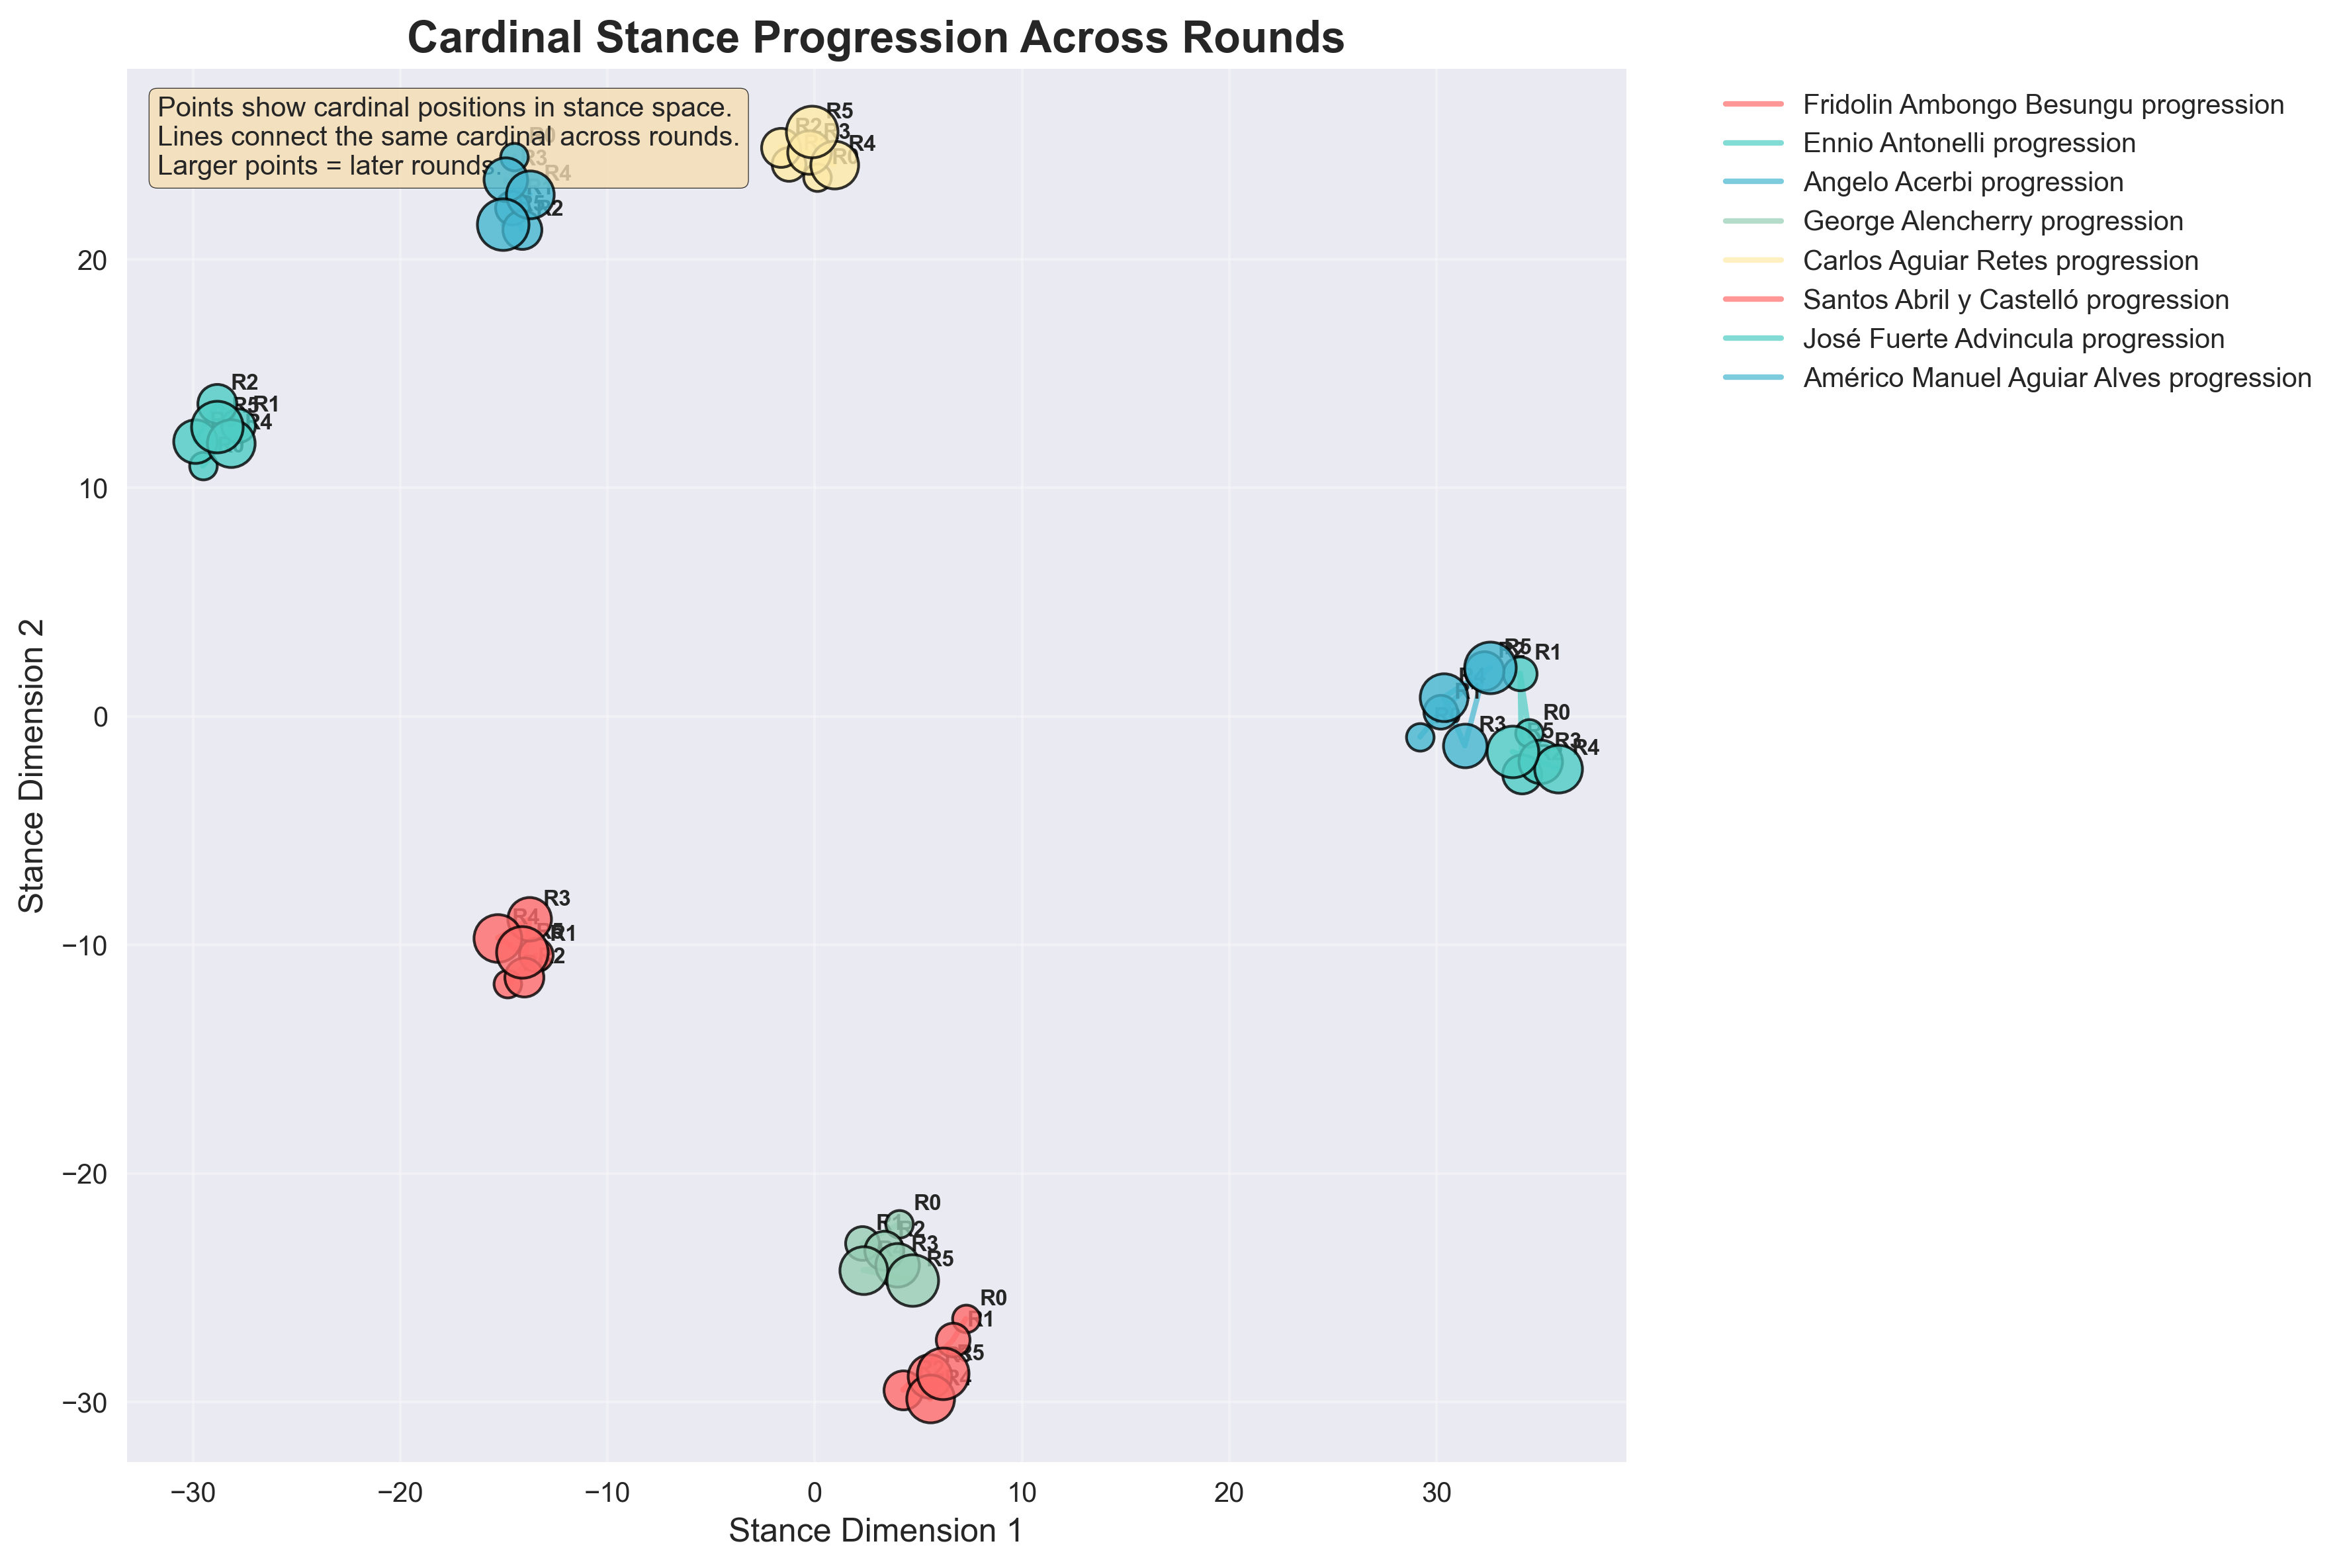 Cardinal Stance Progression Across Rounds
Points show cardinal positions in stance space.
Lines connect the same cardinal across rounds.
Larger points = later rounds.
Fridolin Ambongo Besungu progression
Ennio Antonelli progression
Angelo Acerbi progression
George Alencherry progression
Carlos Aguiar Retes progression
Santos Abril y Castelló progression
José Fuerte Advincula progression
Américo Manuel Aguiar Alves progression
R0
R3
R4
R2
R5
R2
R3
R4
R0
R2
R5
R1
R4
R5
R1
R4
R3
R0
R5
R3
R4
R3
R4
R1
R0
R1
R2
R3
R5
R0
R1
R5
R4
20
10
0
−10
−20
−30
−30
−20
−10
0
10
20
30
Stance Dimension 2
Stance Dimension 1